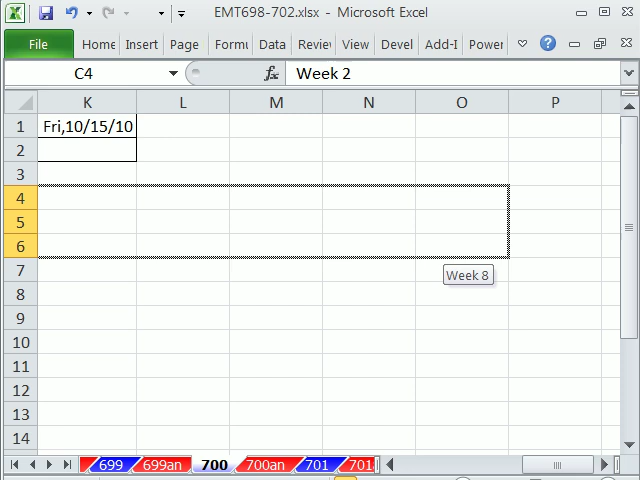 EMT698-702.xlsx - Microsoft Excel
File Home Insert Page Formu Data Review View Devel Add-I Power
C4 fx Week 2
K L M N O P
1 Fri,10/15/10
2
3
4
5
6
7 Week 8
8
9
10
11
12
13
14
699 699an 700 700an 701 701